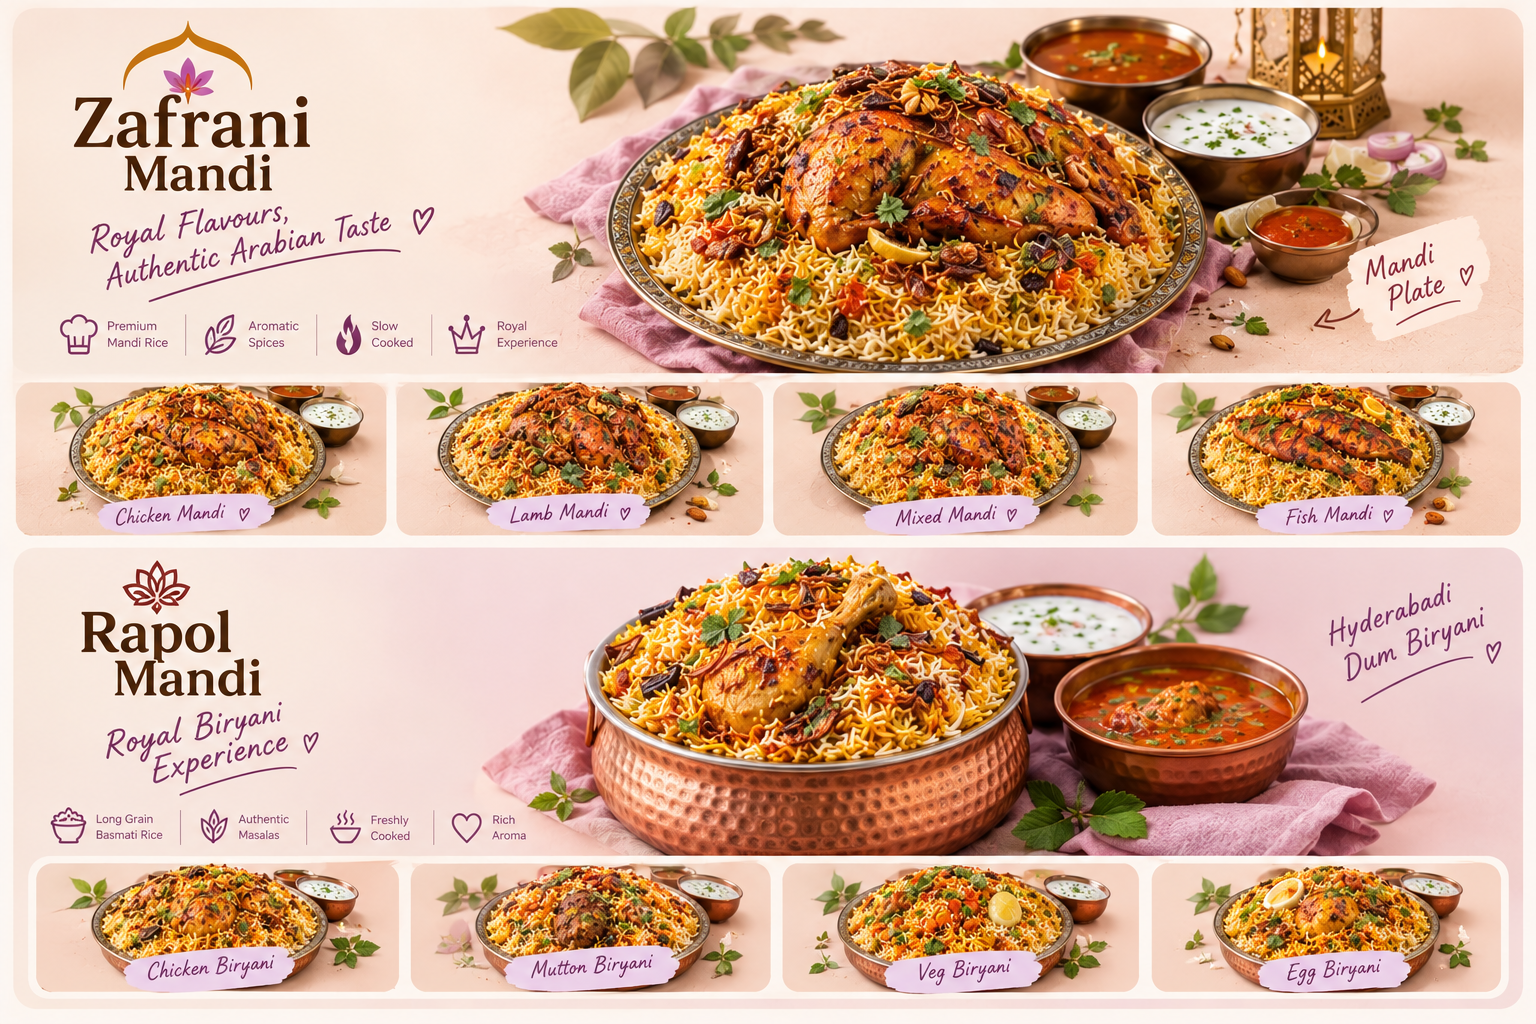 Zafrani
Mandi
Royal Flavours,
Authentic Arabian Taste
Premium
Mandi Rice
Aromatic
Spices
Slow
Cooked
Royal
Experience
Mandi
Plate
Chicken Mandi
Lamb Mandi
Mixed Mandi
Fish Mandi
Rapol
Mandi
Royal Biryani
Experience
Hyderabadi
Dum Biryani
Long Grain
Basmati Rice
Authentic
Masalas
Freshly
Cooked
Rich
Aroma
Chicken Biryani
Mutton Biryani
Veg Biryani
Egg Biryani